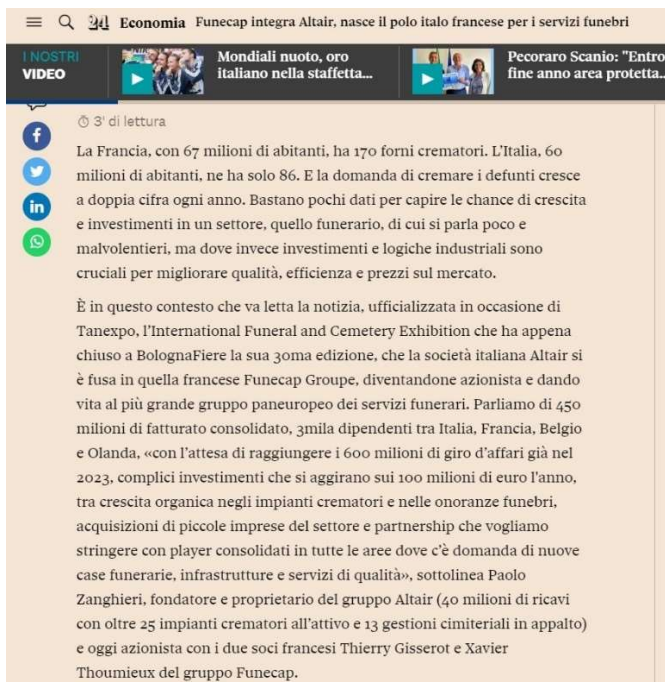 24 Economia Funecap integra Altair, nasce il polo italo francese per i servizi funebri
I NOSTRI
VIDEO
Mondiali nuoto, oro
italiano nella staffetta...
Pecoraro Scanio: "Entro
fine anno area protetta..
3' di lettura
La Francia, con 67 milioni di abitanti, ha 170 forni crematori. L'Italia, 60
milioni di abitanti, ne ha solo 86. E la domanda di cremare i defunti cresce
a doppia cifra ogni anno. Bastano pochi dati per capire le chance di crescita
e investimenti in un settore, quello funerario, di cui si parla poco e
malvolentieri, ma dove invece investimenti e logiche industriali sono
cruciali per migliorare qualità, efficienza e prezzi sul mercato.
È in questo contesto che va letta la notizia, ufficializzata in occasione di
Tanexpo, l'International Funeral and Cemetery Exhibition che ha appena
chiuso a BolognaFiere la sua 30ma edizione, che la società italiana Altair si
è fusa in quella francese Funecap Groupe, diventandone azionista e dando
vita al più grande gruppo paneuropeo dei servizi funerari. Parliamo di 450
milioni di fatturato consolidato, 3mila dipendenti tra Italia, Francia, Belgio
e Olanda, «con l'attesa di raggiungere i 600 milioni di giro d'affari già nel
2023, complici investimenti che si aggirano sui 100 milioni di euro l'anno,
tra crescita organica negli impianti crematori e nelle onoranze funebri,
acquisizioni di piccole imprese del settore e partnership che vogliamo
stringere con player consolidati in tutte le aree dove c'è domanda di nuove
case funerarie, infrastrutture e servizi di qualità», sottolinea Paolo
Zanghieri, fondatore e proprietario del gruppo Altair (40 milioni di ricavi
con oltre 25 impianti crematori all'attivo e 13 gestioni cimiteriali in appalto)
e oggi azionista con i due soci francesi Thierry Gisserot e Xavier
Thoumieux del gruppo Funecap.